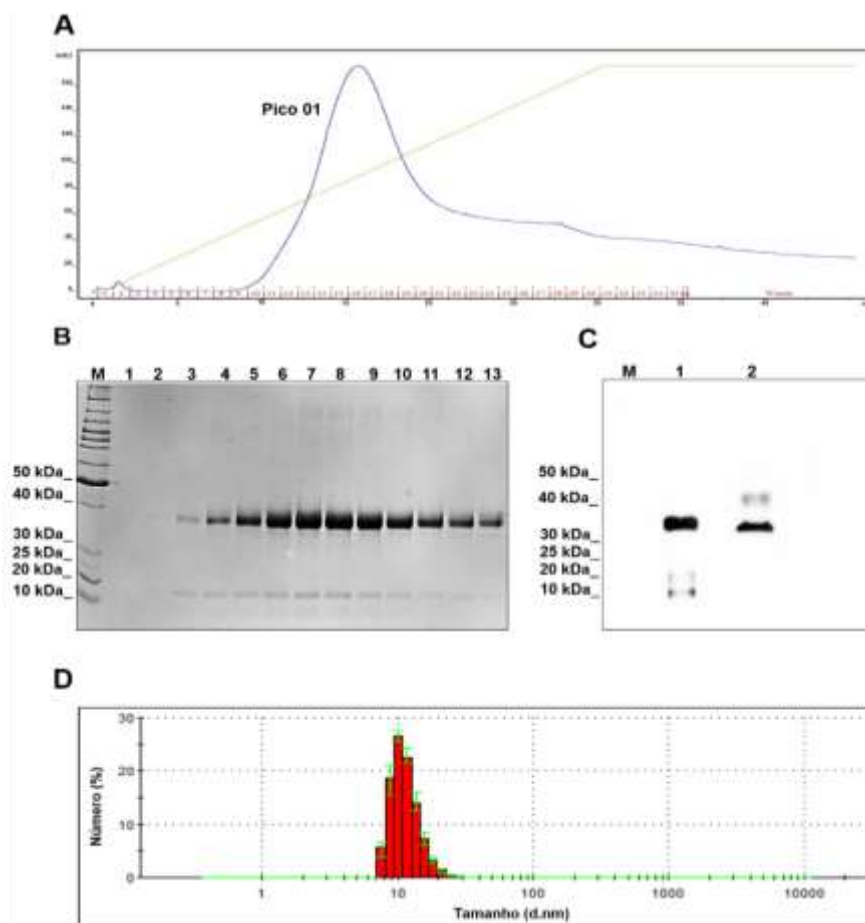 A
Pico 01
B
M 1 2 3 4 5 6 7 8 9 10 11 12 13
50 kDa_
40 kDa_
30 kDa_
25 kDa_
20 kDa_
10 kDa_
C
M 1 2
50 kDa_
40 kDa_
30 kDa_
25 kDa_
20 kDa_
10 kDa_
D
Número (%)
30
20
10
0
1 10 100 1000 10000
Tamanho (d.nm)